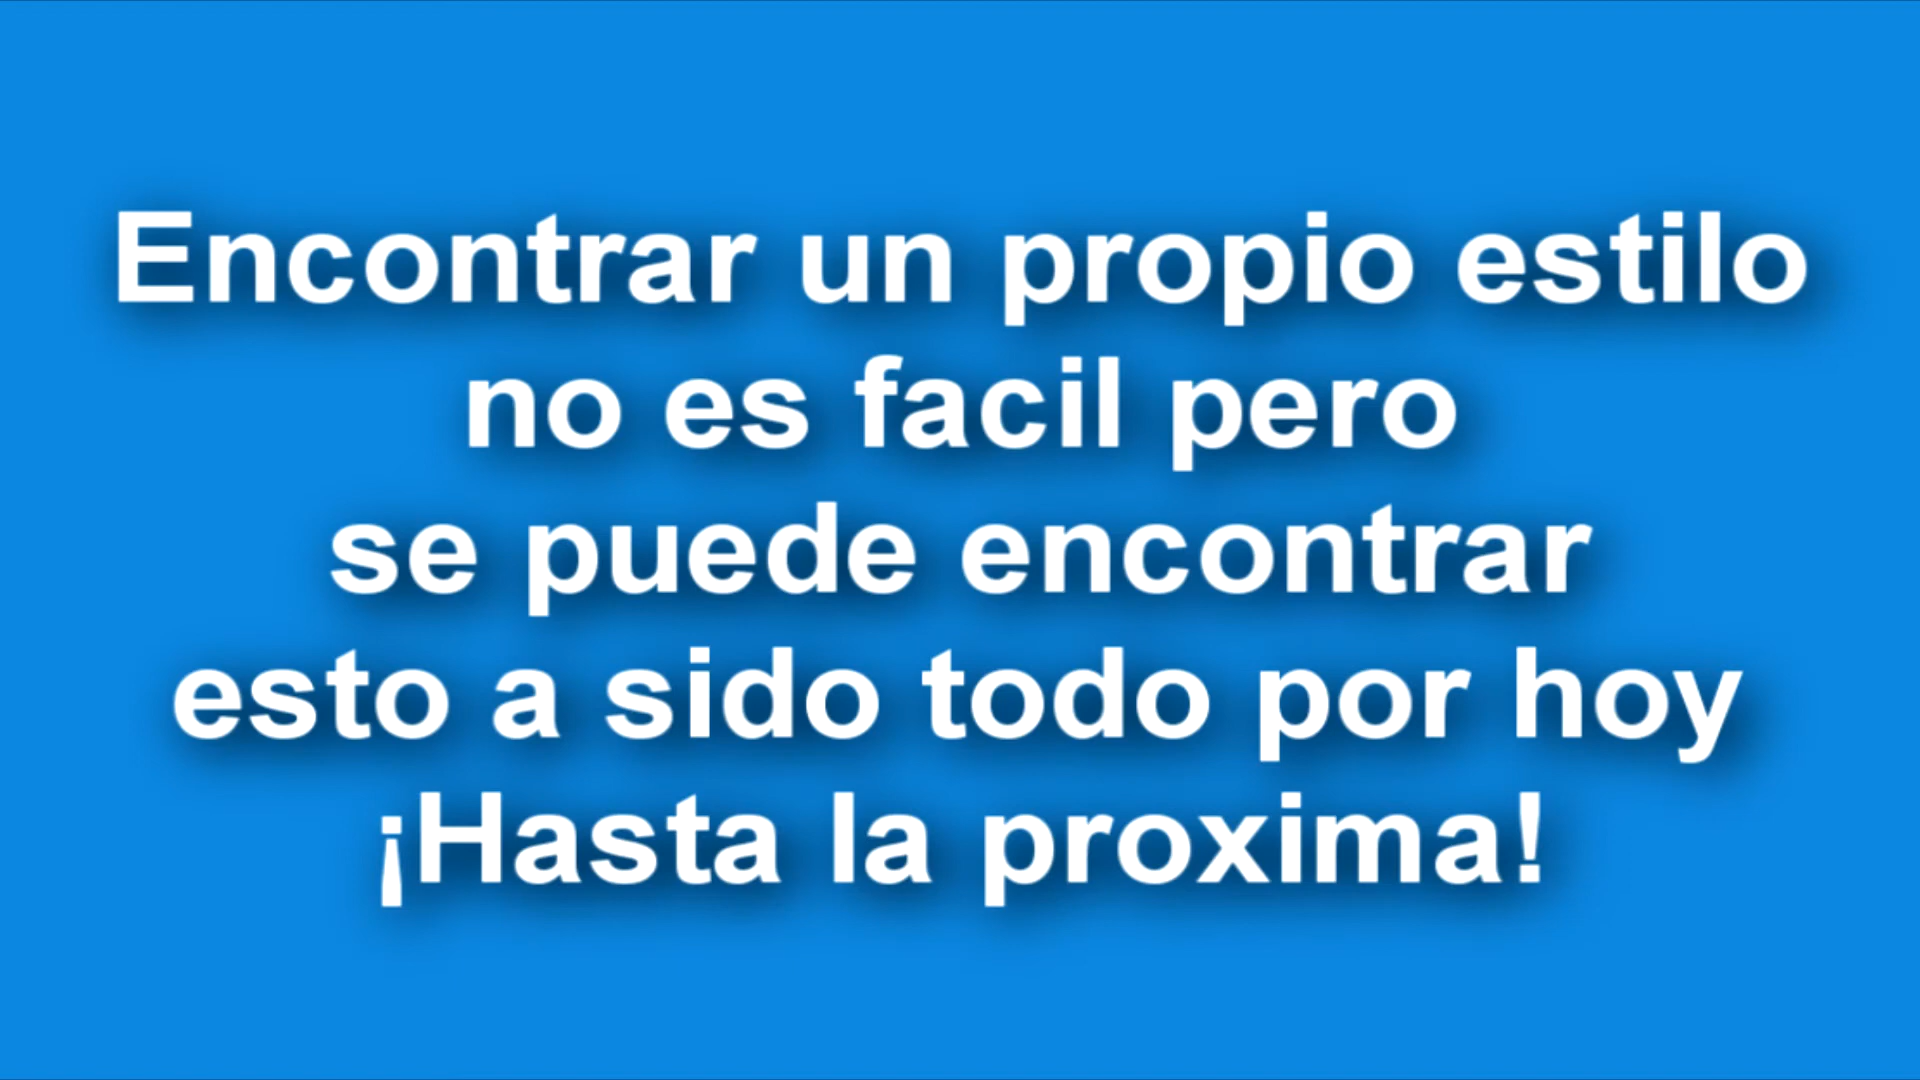 Encontrar un propio estilo
no es facil pero
se puede encontrar
esto a sido todo por hoy
¡Hasta la proxima!